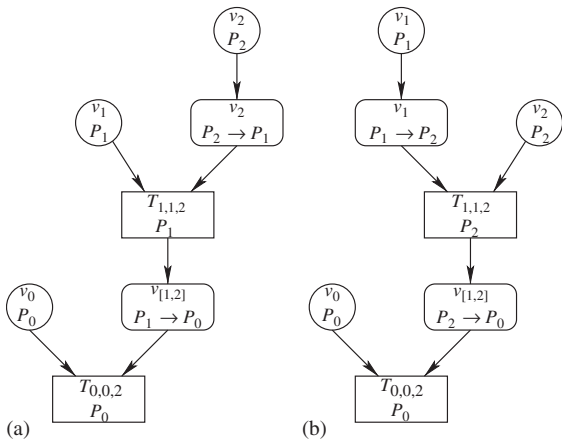 v₂
P₂
v₁
P₁
v₂
P₂ → P₁
T₁,₁,₂
P₁
v₀
P₀
v[1,2]
P₁ → P₀
T₀,₀,₂
P₀
(a)
v₁
P₁
v₁
P₁ → P₂
v₂
P₂
T₁,₁,₂
P₂
v₀
P₀
v[1,2]
P₂ → P₀
T₀,₀,₂
P₀
(b)